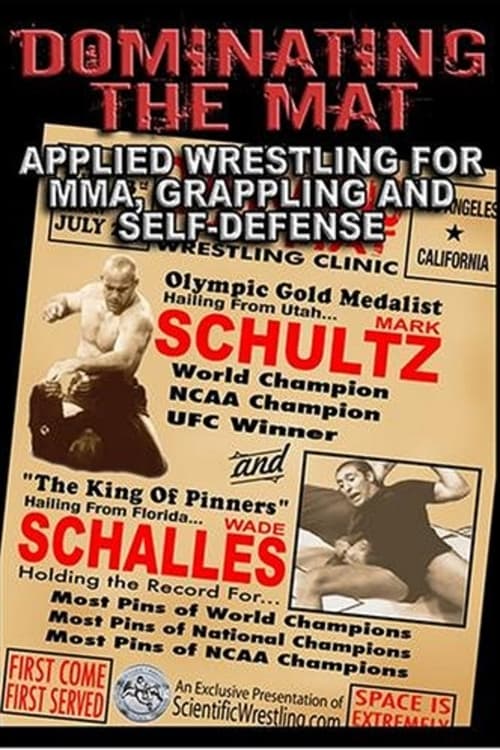 DOMINATING
THE MAT
APPLIED WRESTLING FOR
MMA, GRAPPLING AND
SELF-DEFENSE
JULY
CALIFORNIA
WRESTLING CLINIC
Olympic Gold Medalist
Hailing From Utah...
MARK
SCHULTZ
World Champion
NCAA Champion
UFC Winner
and
"The King Of Pinners"
Hailing From Florida...
WADE
SCHALLES
Holding the Record For...
Most Pins of World Champions
Most Pins of National Champions
Most Pins of NCAA Champions
FIRST COME
FIRST SERVED
An Exclusive Presentation of
ScientificWrestling.com
SPACE IS
EXTREMELY